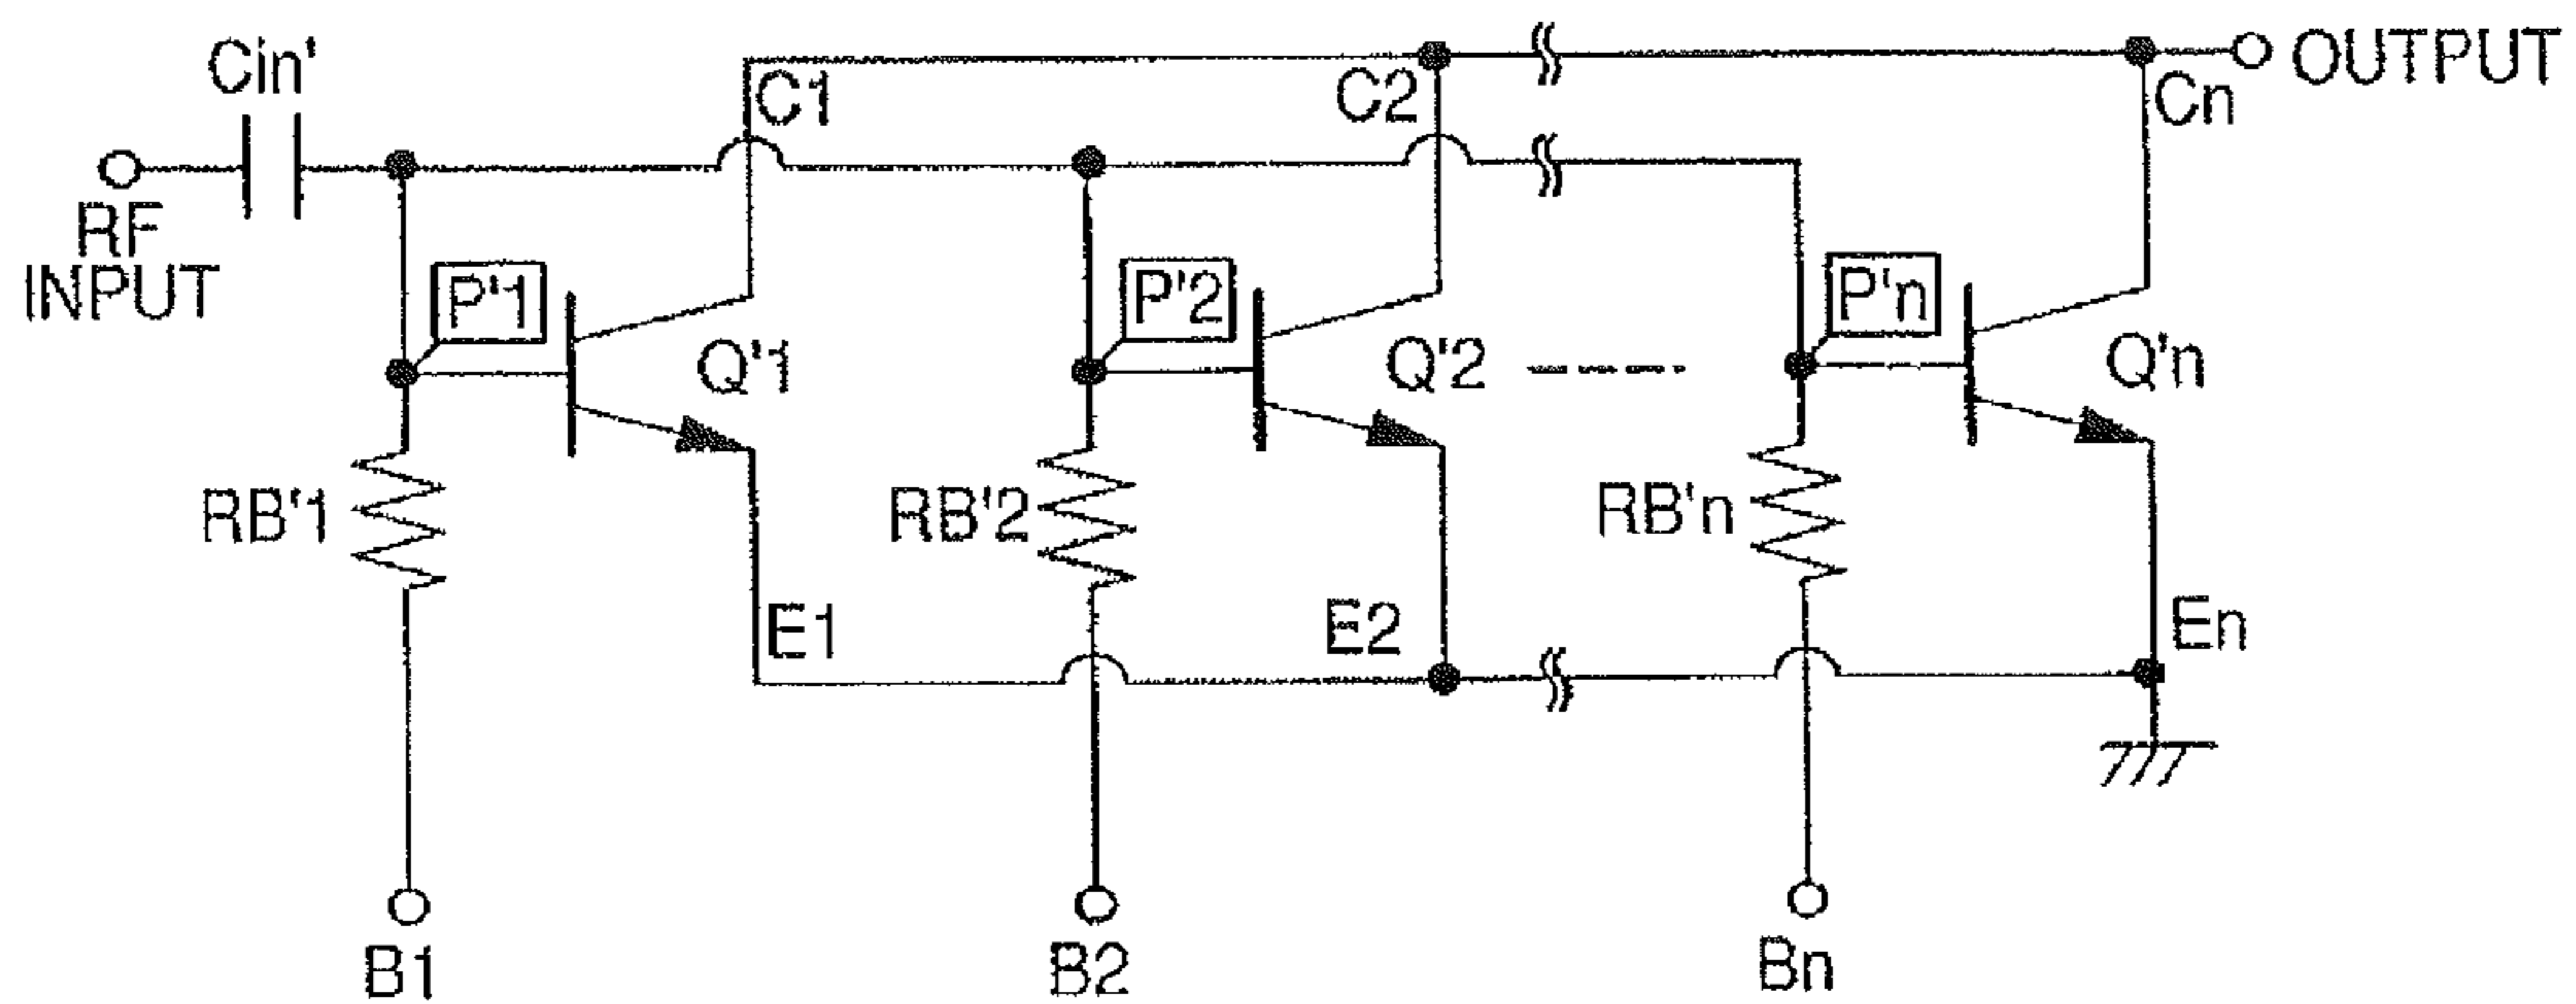 Cin'
C1
C2
Cn
OUTPUT
RF
INPUT
P'1
P'2
P'n
Q'1
Q'2
Q'n
RB'1
RB'2
RB'n
E1
E2
En
B1
B2
Bn